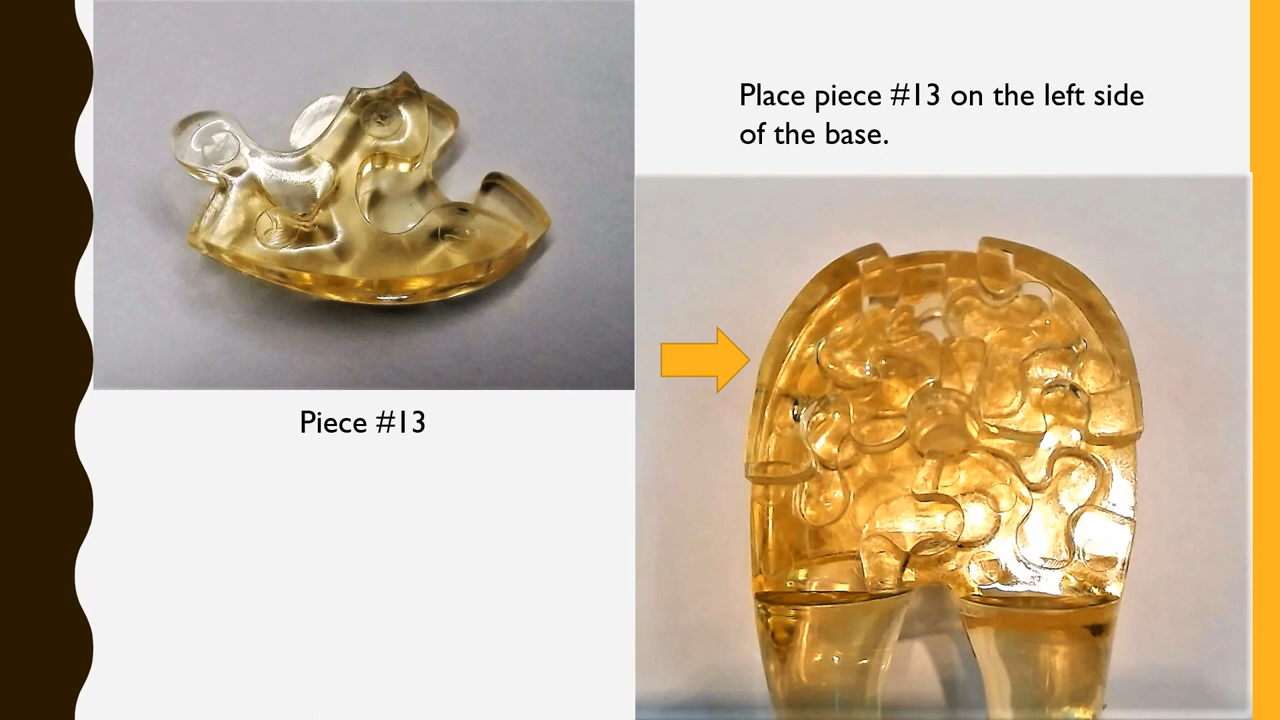 Place piece #13 on the left side
of the base.
Piece #13